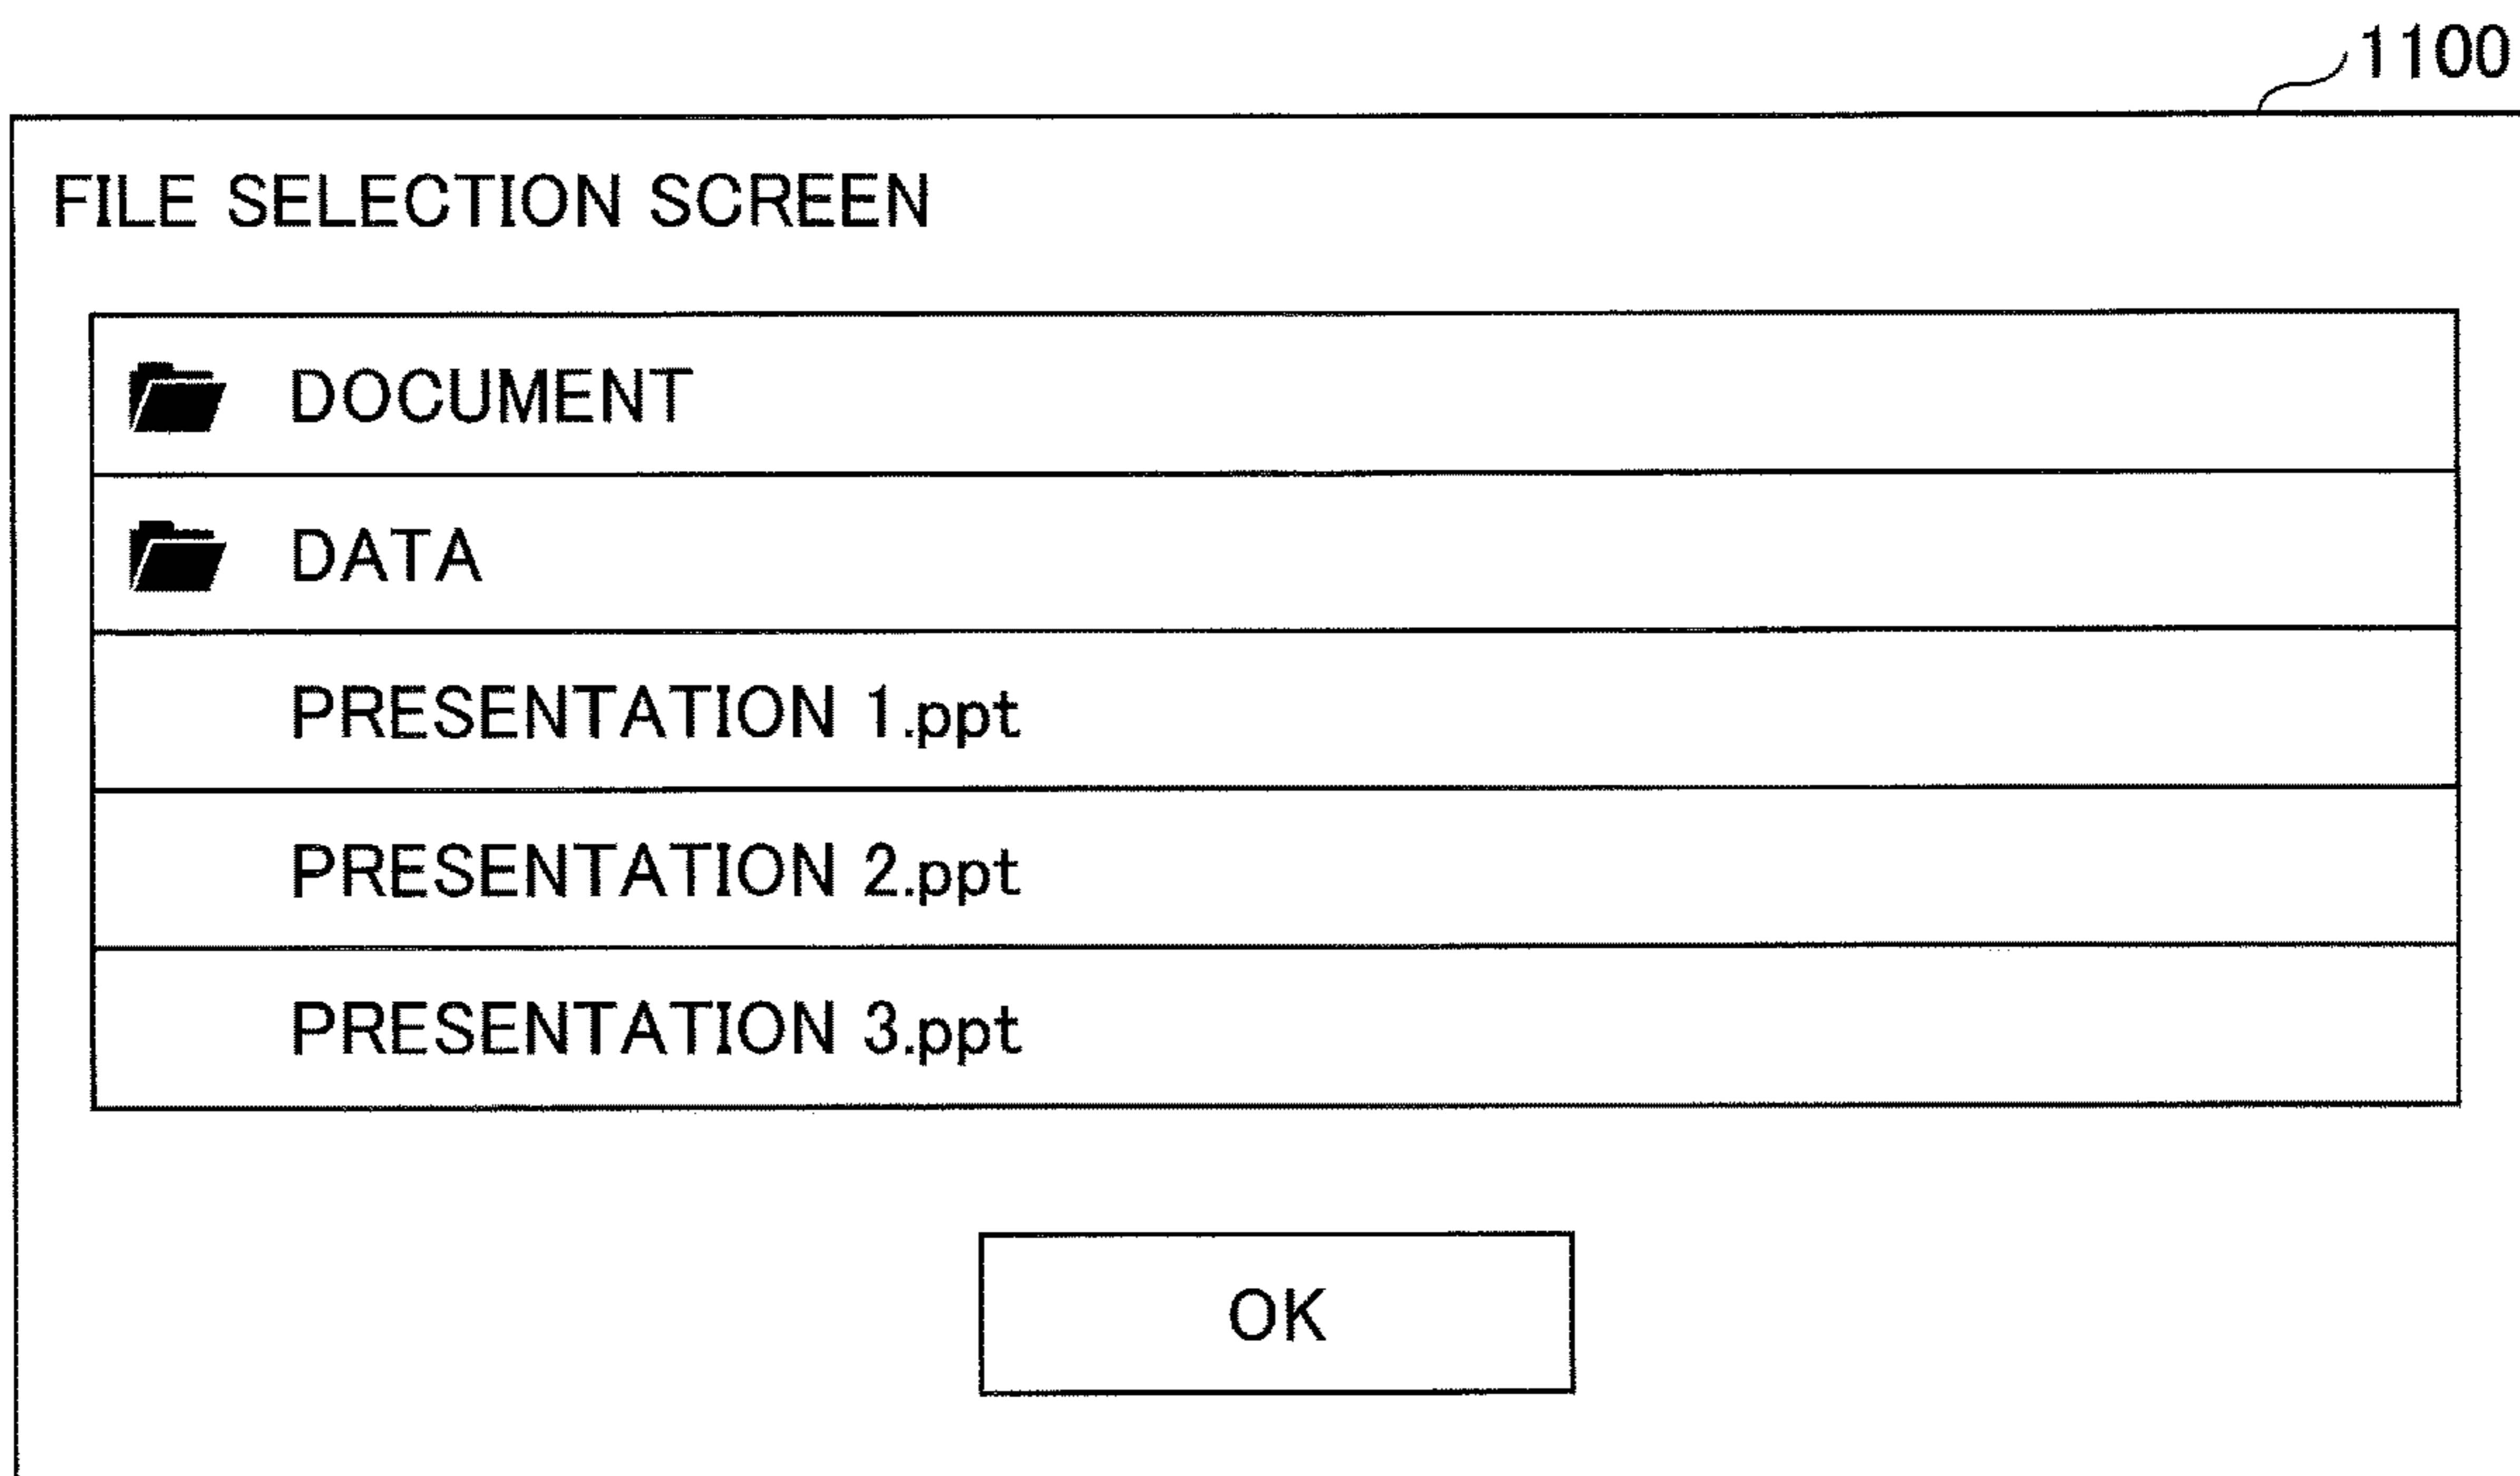 1100
FILE SELECTION SCREEN
DOCUMENT
DATA
PRESENTATION 1.ppt
PRESENTATION 2.ppt
PRESENTATION 3.ppt
OK